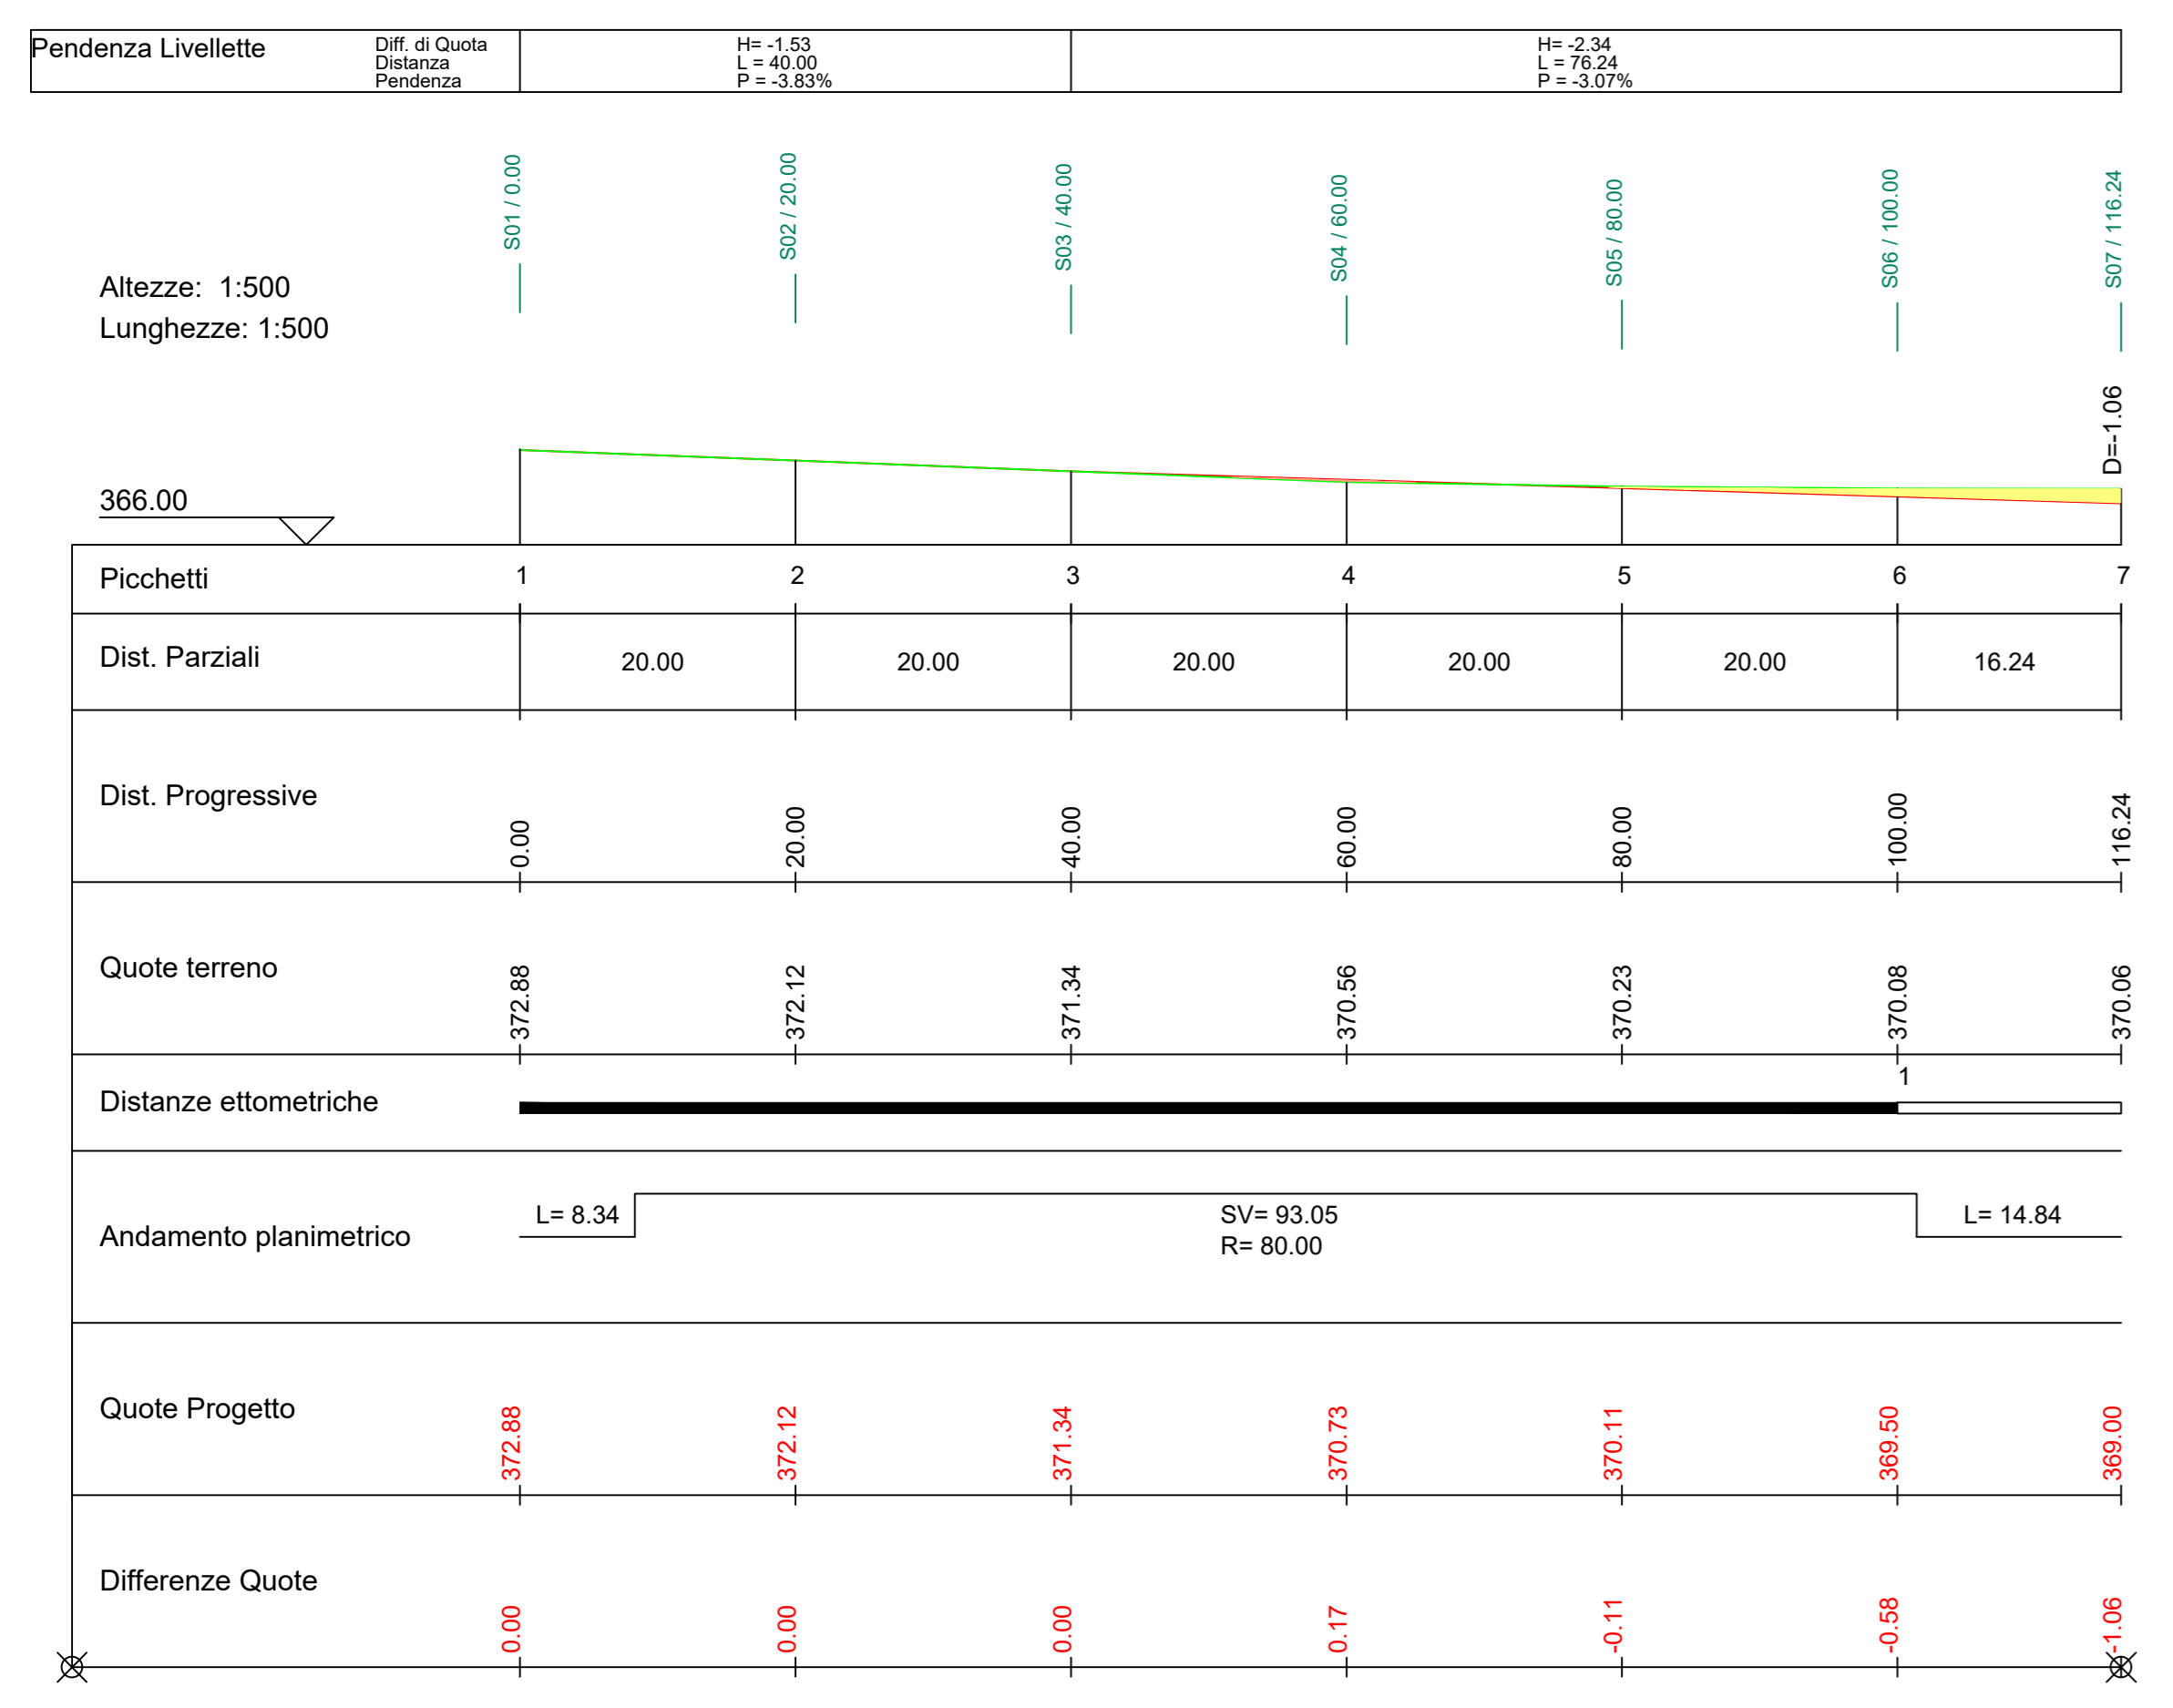 Pendenza Livellette
Diff. di Quota
Distanza
Pendenza
H= -1.53
L = 40.00
P = -3.83%
H= -2.34
L = 76.24
P = -3.07%
S01 / 0.00
S02 / 20.00
S03 / 40.00
S04 / 60.00
S05 / 80.00
S06 / 100.00
S07 / 116.24
Altezze: 1:500
Lunghezze: 1:500
D=-1.06
366.00
Picchetti 1 2 3 4 5 6 7
Dist. Parziali 20.00 20.00 20.00 20.00 20.00 16.24
Dist. Progressive 0.00 20.00 40.00 60.00 80.00 100.00 116.24
Quote terreno 372.88 372.12 371.34 370.56 370.23 370.08 370.06
Distanze ettometriche 1
Andamento planimetrico
L= 8.34
SV= 93.05
R= 80.00
L= 14.84
Quote Progetto 372.88 372.12 371.34 370.73 370.11 369.50 369.00
Differenze Quote 0.00 0.00 0.00 0.17 -0.11 -0.58 -1.06